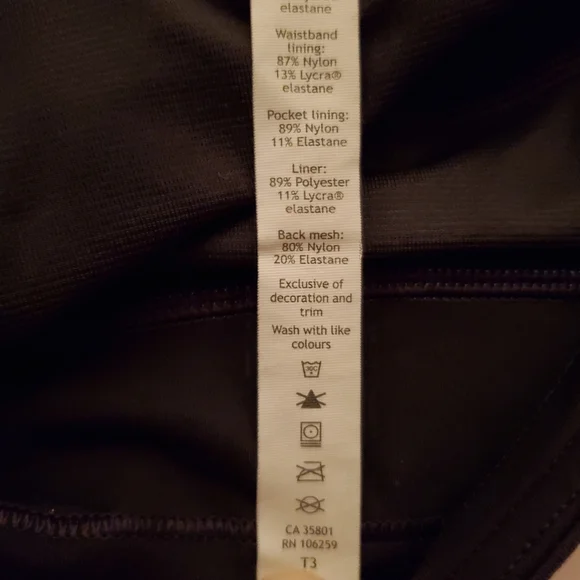 elastane
Waistband
lining:
87% Nylon
13% Lycra®
elastane
Pocket lining:
89% Nylon
11% Elastane
Liner:
89% Polyester
11% Lycra®
elastane
Back mesh:
80% Nylon
20% Elastane
Exclusive of
decoration and
trim
Wash with like
colours
30C
CA 35801
RN 106259
T3